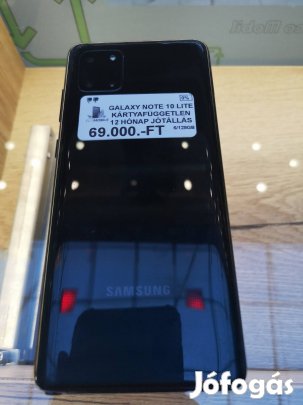 GALAXY NOTE 10 LITE
KÁRTYAFÜGGETLEN
12 HÓNAP JÓTÁLLÁS
69.000.-FT
6/128GB
SAMSUNG
Jófogás